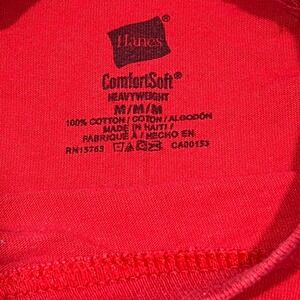 Hanes
ComfortSoft®
HEAVYWEIGHT
M/M/M
100% COTTON / COTON / ALGODÓN
MADE IN HAITI /
FABRIQUÉ À / HECHO EN
RN15763 CA00153